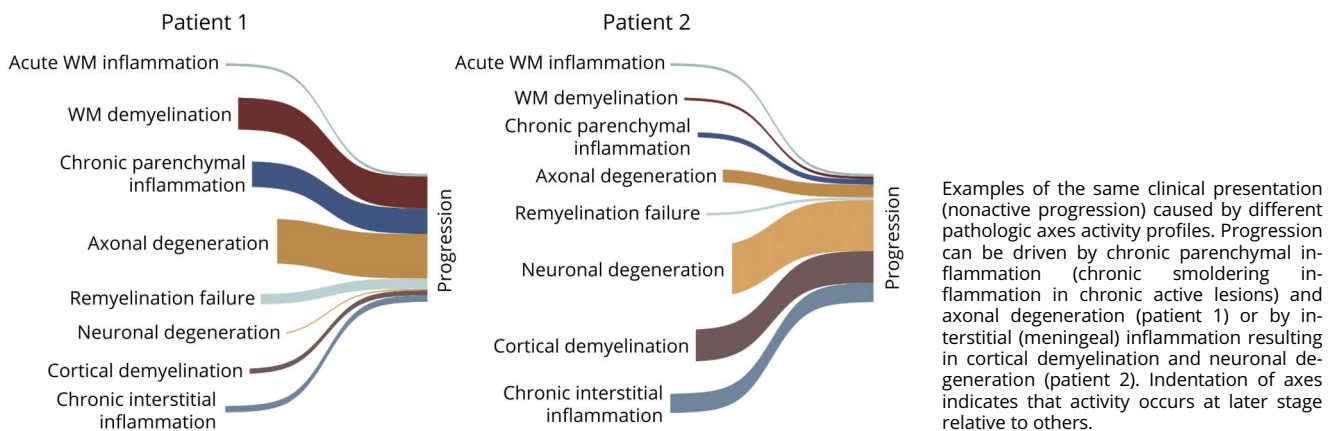 Patient 1
Acute WM inflammation
WM demyelination
Chronic parenchymal
inflammation
Axonal degeneration
Remyelination failure
Neuronal degeneration
Cortical demyelination
Chronic interstitial
inflammation
Progression
Patient 2
Acute WM inflammation
WM demyelination
Chronic parenchymal
inflammation
Axonal degeneration
Remyelination failure
Neuronal degeneration
Cortical demyelination
Chronic interstitial
inflammation
Progression
Examples of the same clinical presentation
(nonactive progression) caused by different
pathologic axes activity profiles. Progression
can be driven by chronic parenchymal in-
flammation (chronic smoldering in-
flammation in chronic active lesions) and
axonal degeneration (patient 1) or by in-
terstitial (meningeal) inflammation resulting
in cortical demyelination and neuronal de-
generation (patient 2). Indentation of axes
indicates that activity occurs at later stage
relative to others.